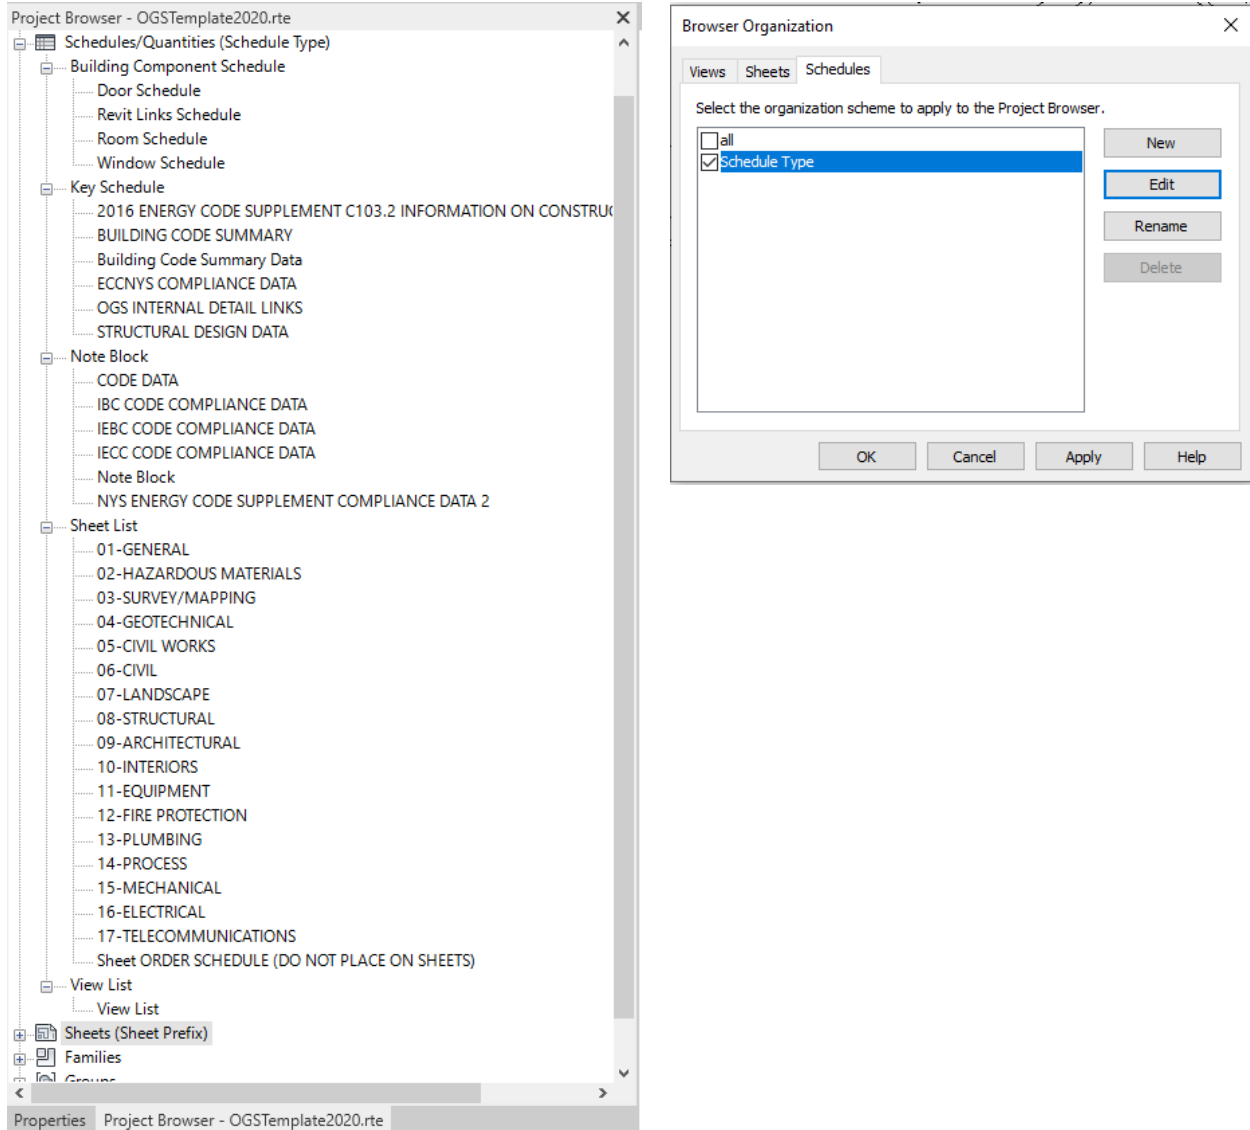 Project Browser - OGSTemplate2020.rte
Schedules/Quantities (Schedule Type)
Building Component Schedule
Door Schedule
Revit Links Schedule
Room Schedule
Window Schedule
Key Schedule
2016 ENERGY CODE SUPPLEMENT C103.2 INFORMATION ON CONSTRUC
BUILDING CODE SUMMARY
Building Code Summary Data
ECCNYS COMPLIANCE DATA
OGS INTERNAL DETAIL LINKS
STRUCTURAL DESIGN DATA
Note Block
CODE DATA
IBC CODE COMPLIANCE DATA
IEBC CODE COMPLIANCE DATA
IECC CODE COMPLIANCE DATA
Note Block
NYS ENERGY CODE SUPPLEMENT COMPLIANCE DATA 2
Sheet List
01-GENERAL
02-HAZARDOUS MATERIALS
03-SURVEY/MAPPING
04-GEOTECHNICAL
05-CIVIL WORKS
06-CIVIL
07-LANDSCAPE
08-STRUCTURAL
09-ARCHITECTURAL
10-INTERIORS
11-EQUIPMENT
12-FIRE PROTECTION
13-PLUMBING
14-PROCESS
15-MECHANICAL
16-ELECTRICAL
17-TELECOMMUNICATIONS
Sheet ORDER SCHEDULE (DO NOT PLACE ON SHEETS)
View List
View List
Sheets (Sheet Prefix)
Families
Groups
Properties Project Browser - OGSTemplate2020.rte
Browser Organization
Views Sheets Schedules
Select the organization scheme to apply to the Project Browser.
all
Schedule Type
New
Edit
Rename
Delete
OK Cancel Apply Help